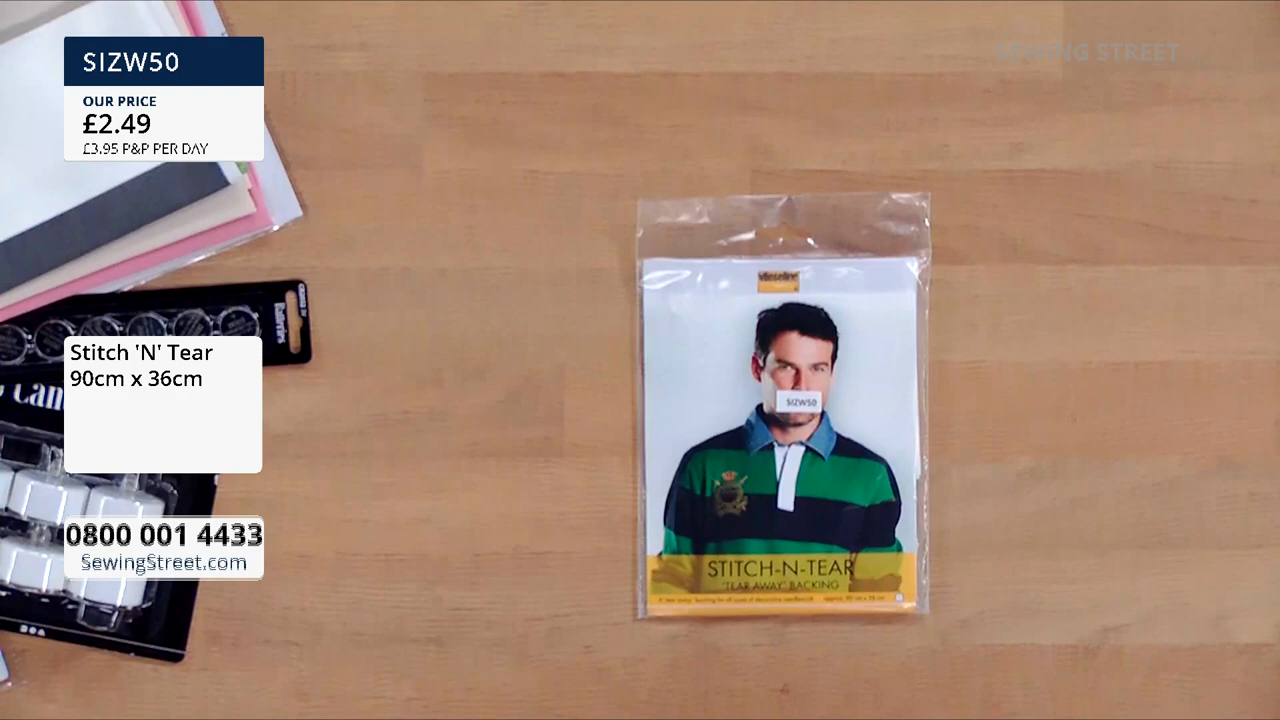 SIZW50
OUR PRICE
£2.49
£3.95 P&P PER DAY
SEWING STREET
Stitch 'N' Tear
90cm x 36cm
0800 001 4433
SewingStreet.com
vlieseline
SIZW50
STITCH-N-TEAR
'TEAR AWAY' BACKING